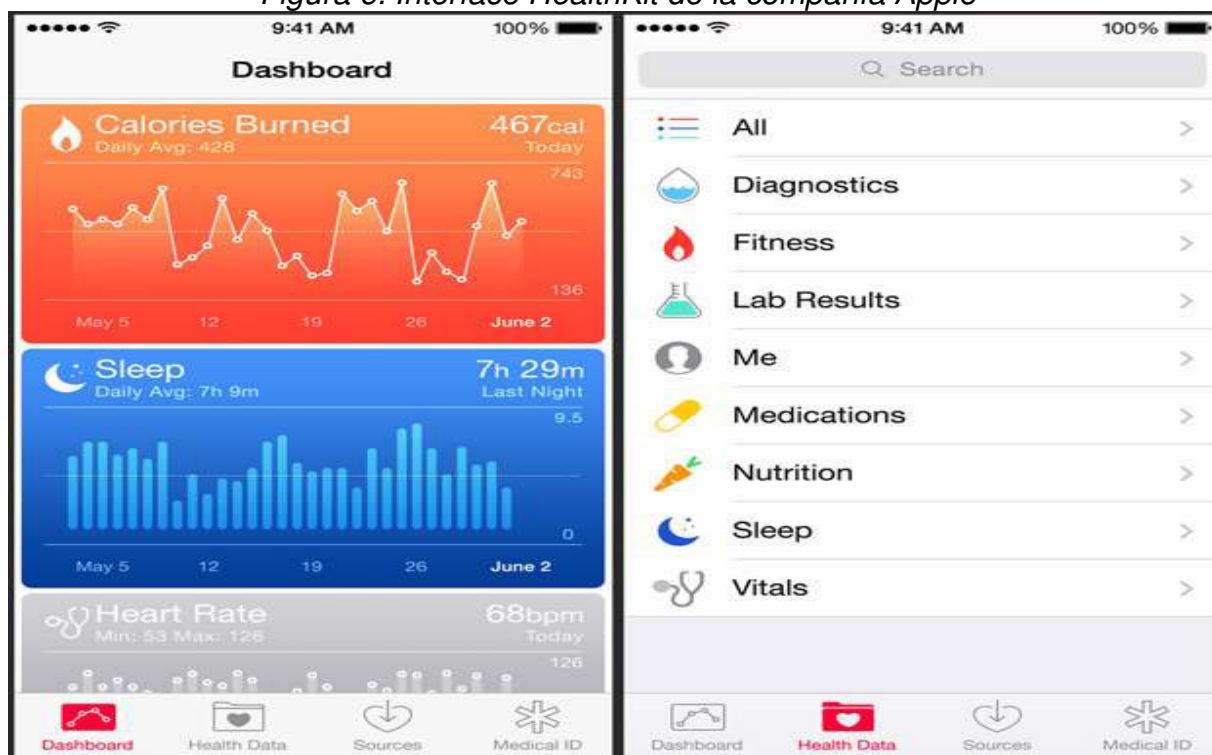 Figura 5. Interface HealthKit de la compañía Apple
9:41 AM 100%
Dashboard
Calories Burned 467cal
Daily Avg: 428 Today
743
136
May 5 12 19 26 June 2
Sleep 7h 29m
Daily Avg: 7h 9m Last Night
9.5
0
May 5 12 19 26 June 2
Heart Rate 68bpm
Min: 53 Max: 126 Today
126
Dashboard Health Data Sources Medical ID
9:41 AM 100%
Search
All
Diagnostics
Fitness
Lab Results
Me
Medications
Nutrition
Sleep
Vitals
Dashboard Health Data Sources Medical ID